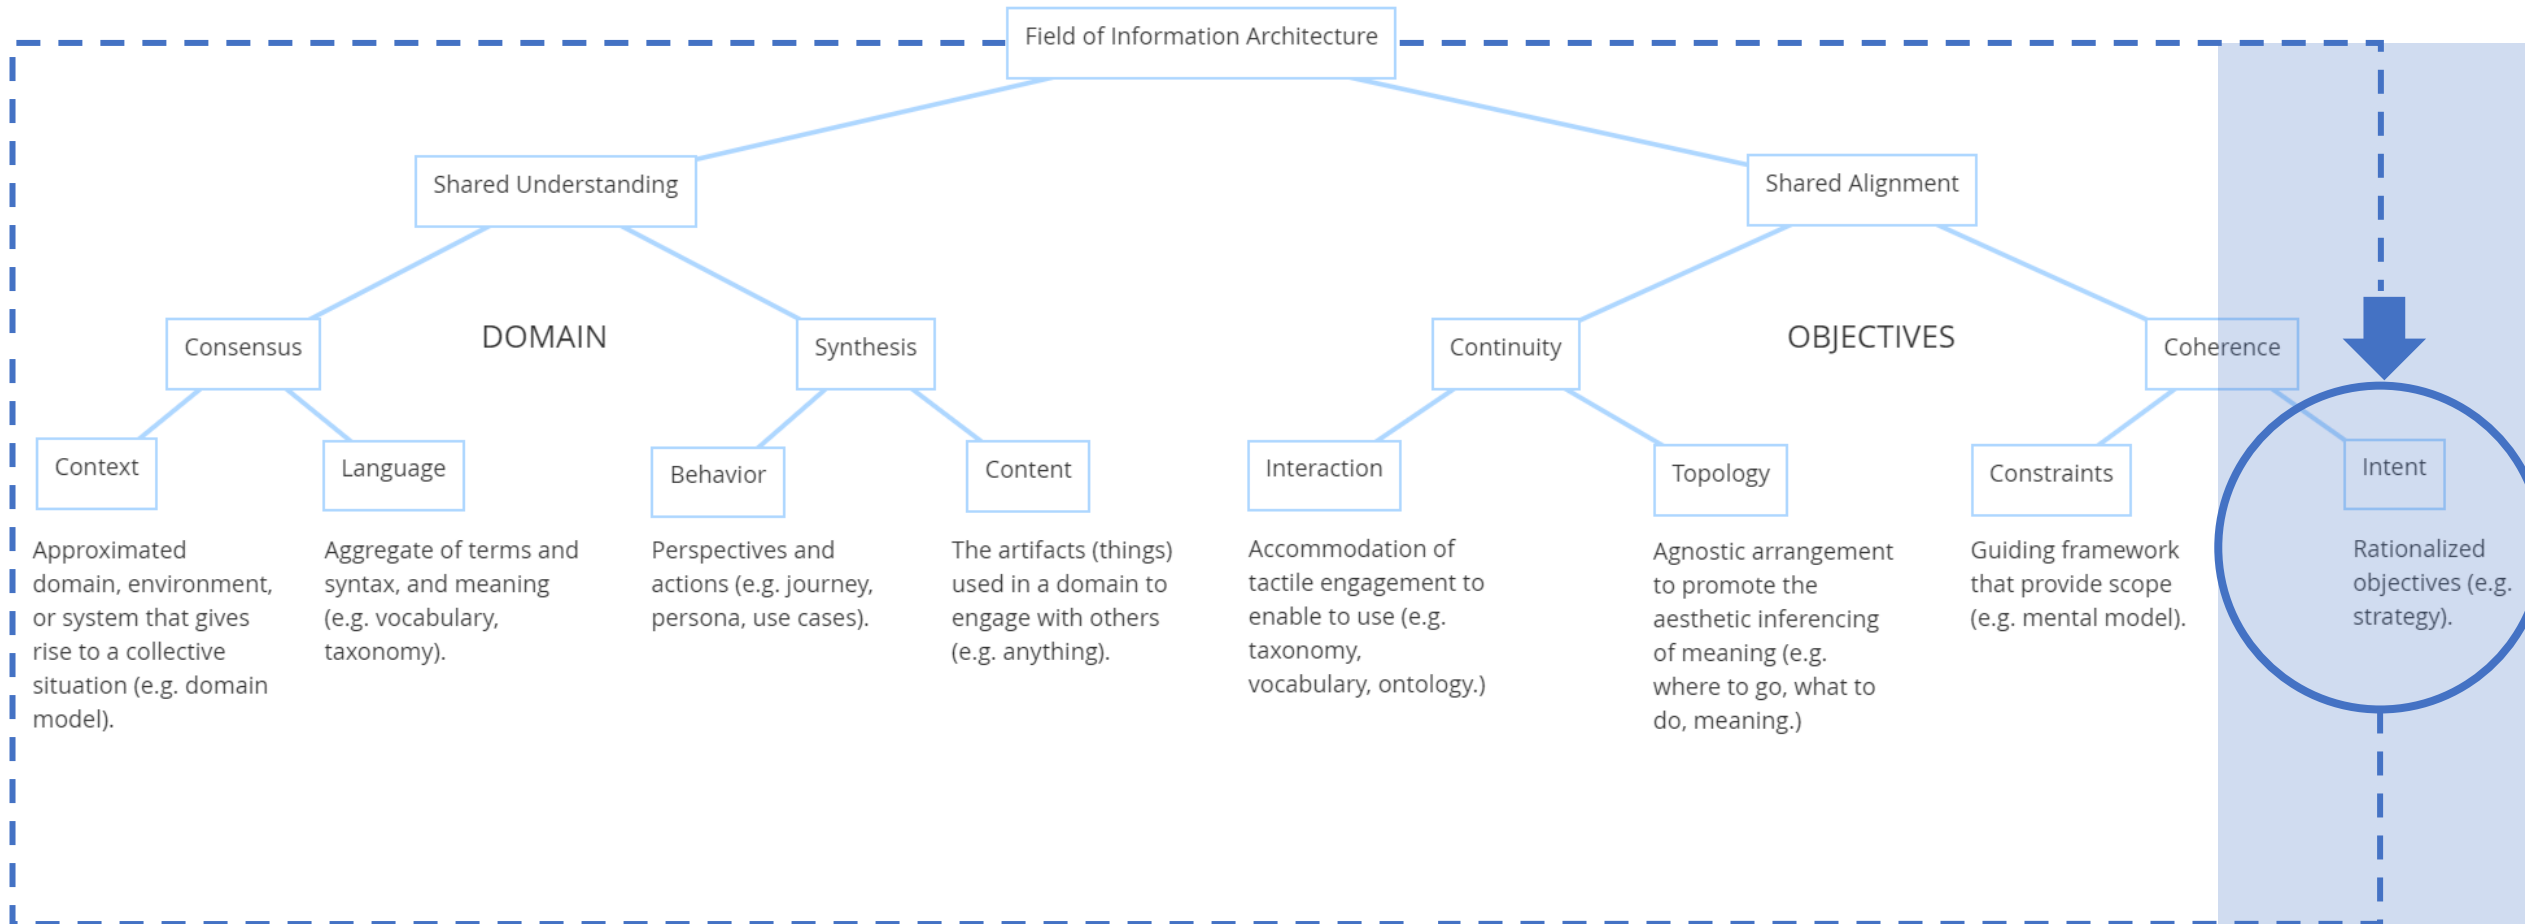 Field of Information Architecture
Shared Understanding
Shared Alignment
Consensus
DOMAIN
Synthesis
Continuity
OBJECTIVES
Coherence
Context
Language
Behavior
Content
Interaction
Topology
Constraints
Intent
Approximated
domain, environment,
or system that gives
rise to a collective
situation (e.g. domain
model).
Aggregate of terms and
syntax, and meaning
(e.g. vocabulary,
taxonomy).
Perspectives and
actions (e.g. journey,
persona, use cases).
The artifacts (things)
used in a domain to
engage with others
(e.g. anything).
Accommodation of
tactile engagement to
enable to use (e.g.
taxonomy,
vocabulary, ontology.)
Agnostic arrangement
to promote the
aesthetic inferencing
of meaning (e.g.
where to go, what to
do, meaning.)
Guiding framework
that provide scope
(e.g. mental model).
Rationalized
objectives (e.g.
strategy).